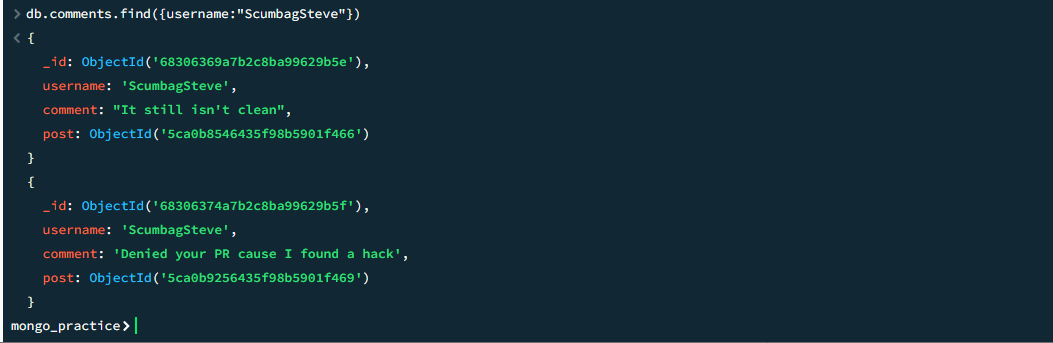 > db.comments.find({username:"ScumbagSteve"})
< {
_id: ObjectId('68306369a7b2c8ba99629b5e'),
username: 'ScumbagSteve',
comment: "It still isn't clean",
post: ObjectId('5ca0b8546435f98b5901f466')
}
{
_id: ObjectId('68306374a7b2c8ba99629b5f'),
username: 'ScumbagSteve',
comment: 'Denied your PR cause I found a hack',
post: ObjectId('5ca0b9256435f98b5901f469')
}
mongo_practice>